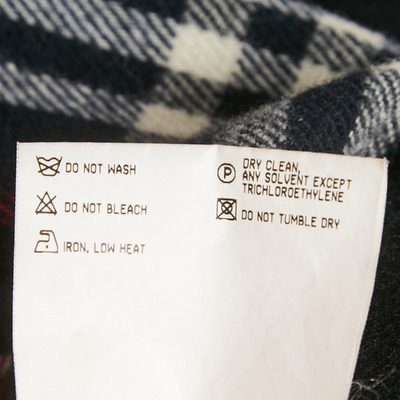 DO NOT WASH
DO NOT BLEACH
IRON, LOW HEAT
P
DRY CLEAN,
ANY SOLVENT EXCEPT
TRICHLOROETHYLENE
DO NOT TUMBLE DRY